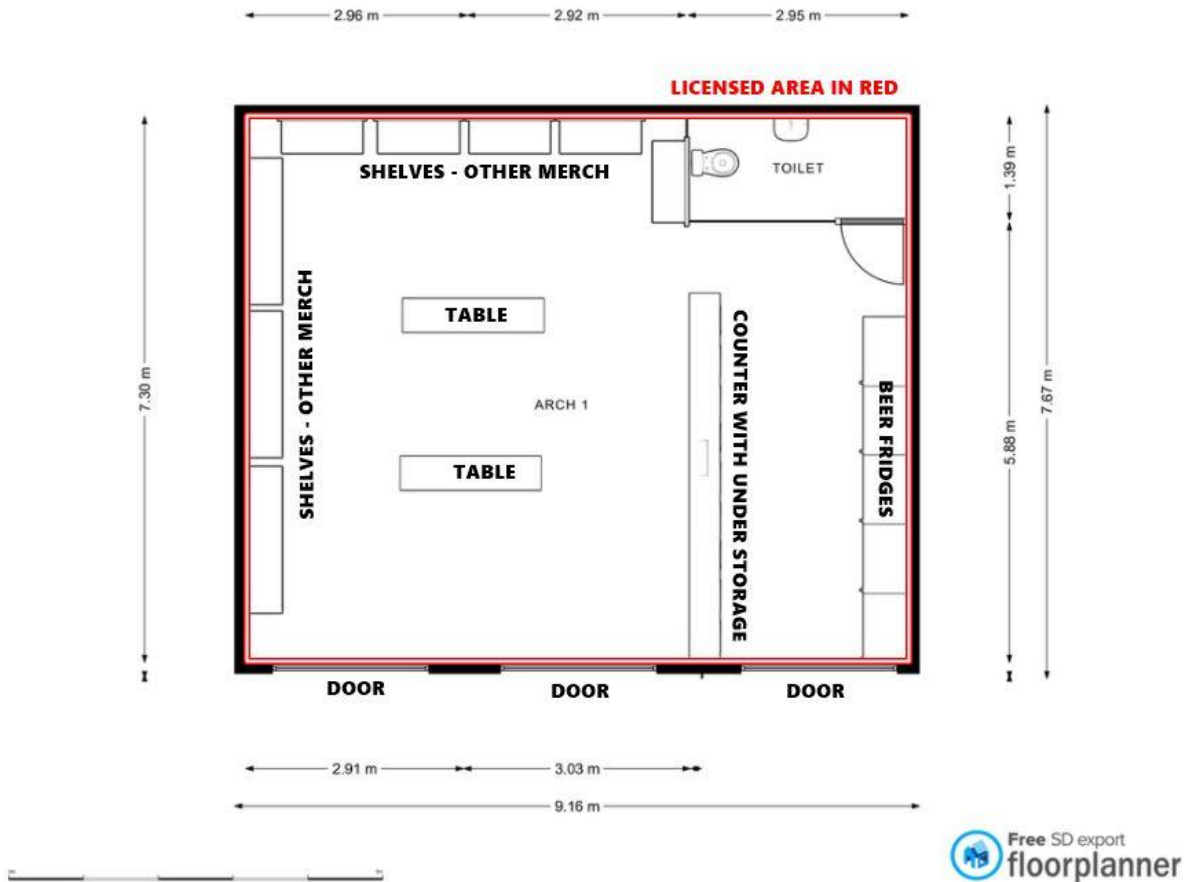 2.96 m
2.92 m
2.95 m
LICENSED AREA IN RED
SHELVES - OTHER MERCH
TOILET
1.39 m
SHELVES - OTHER MERCH
TABLE
COUNTER WITH UNDER STORAGE
ARCH 1
BEER FRIDGES
7.30 m
5.88 m
7.67 m
TABLE
DOOR
DOOR
DOOR
2.91 m
3.03 m
9.16 m
Free SD export
floorplanner